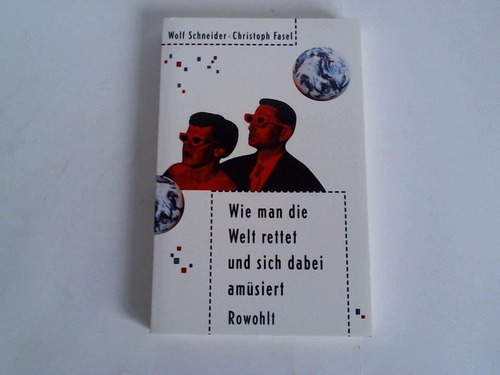 Wolf Schneider · Christoph Fasel
Wie man die
Welt rettet
und sich dabei
amüsiert
Rowohlt